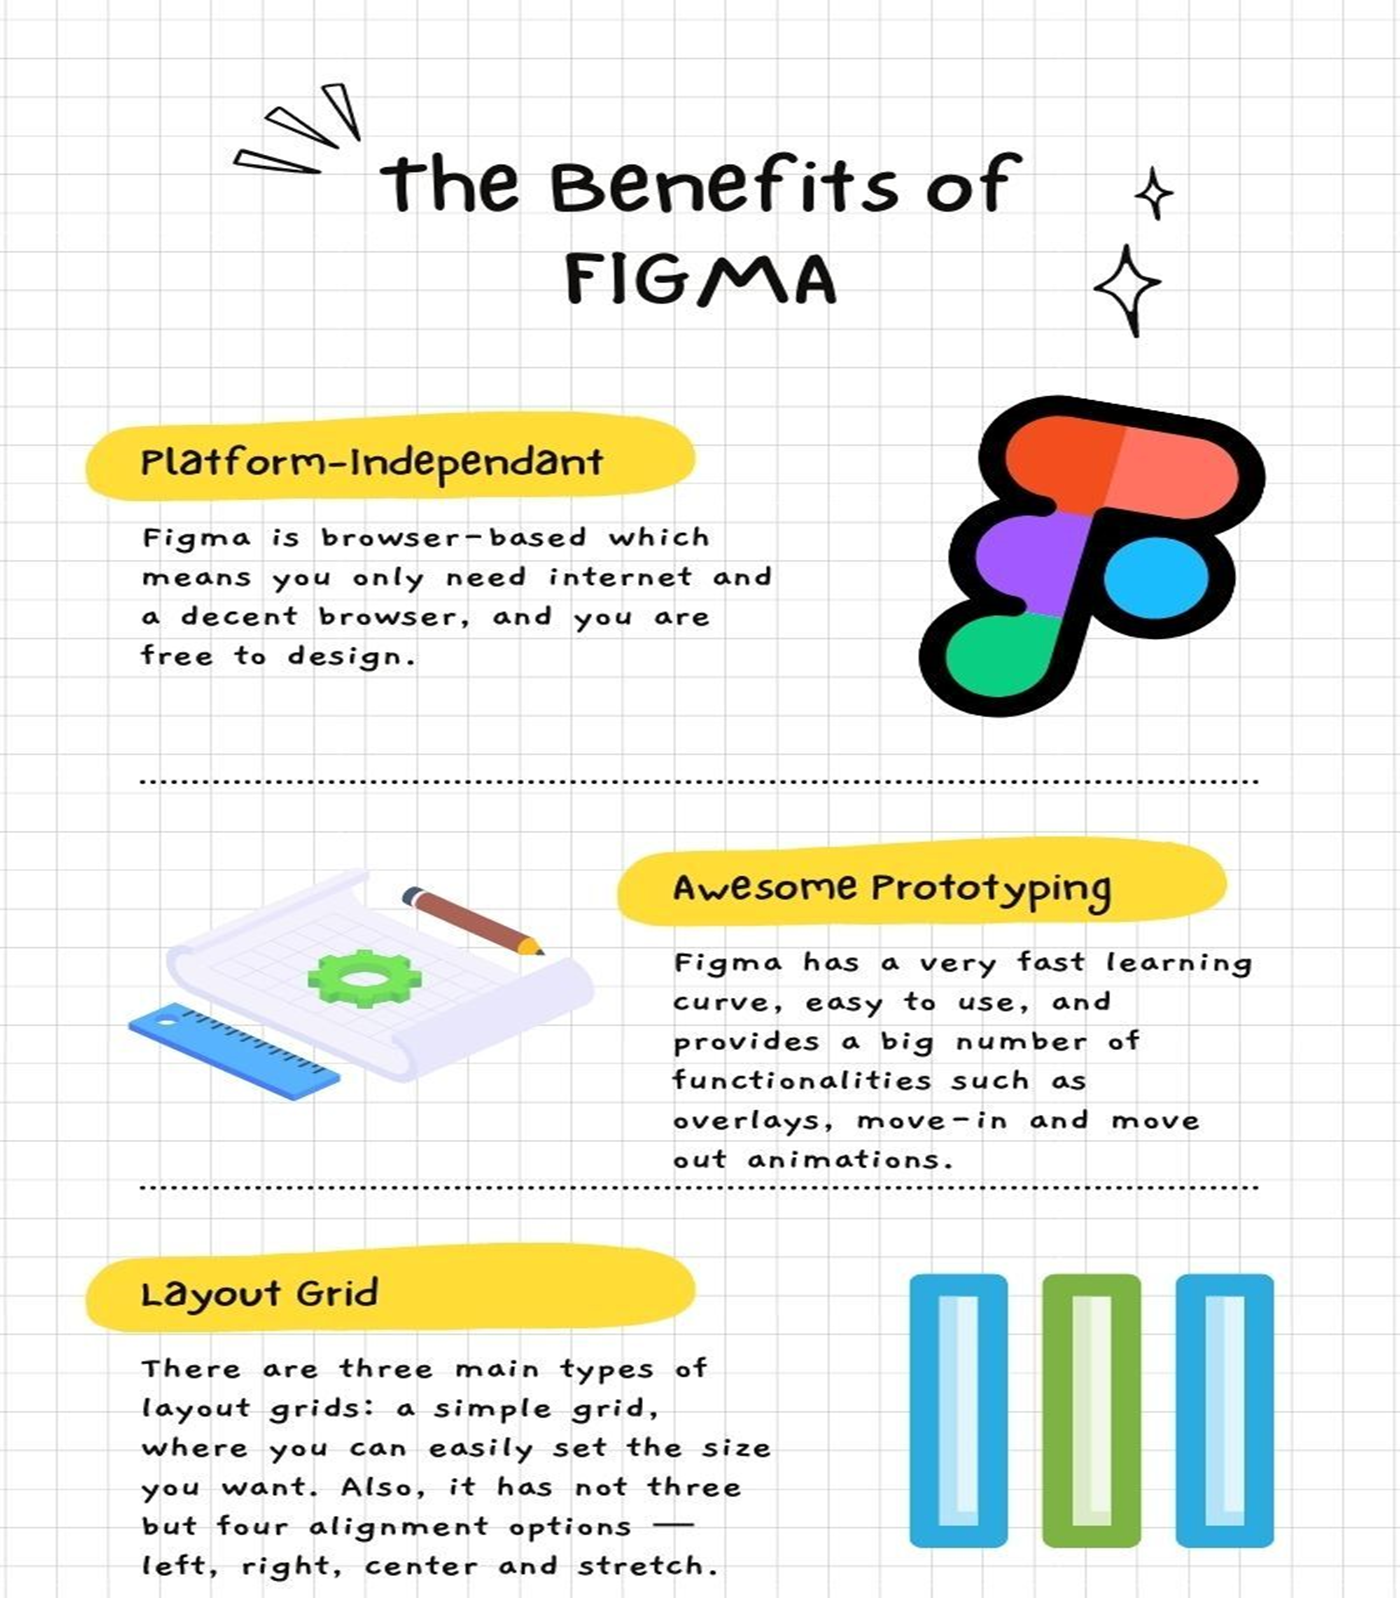 The Benefits of
FIGMA
Platform-Independant
Figma is browser-based which
means you only need internet and
a decent browser, and you are
free to design.
Awesome Prototyping
Figma has a very fast learning
curve, easy to use, and
provides a big number of
functionalities such as
overlays, move-in and move
out animations.
Layout Grid
There are three main types of
layout grids: a simple grid,
where you can easily set the size
you want. Also, it has not three
but four alignment options —
left, right, center and stretch.